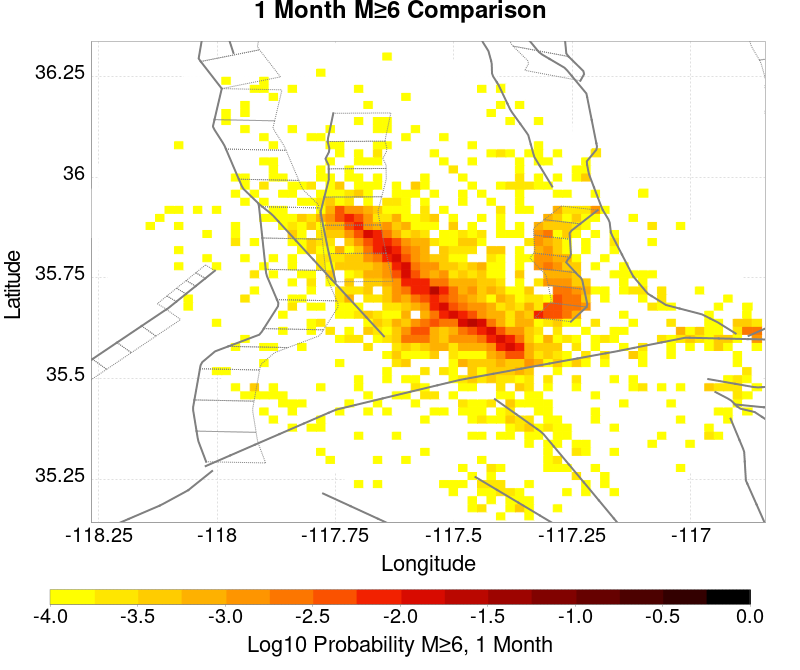 1 Month M≥6 Comparison
36.25
36
35.75
35.5
35.25
Latitude
-118.25 -118 -117.75 -117.5 -117.25 -117
Longitude
-4.0 -3.5 -3.0 -2.5 -2.0 -1.5 -1.0 -0.5 0.0
Log10 Probability M≥6, 1 Month